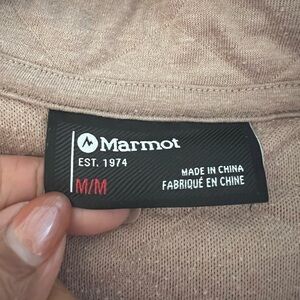 Marmot
EST. 1974
M/M
MADE IN CHINA
FABRIQUÉ EN CHINE